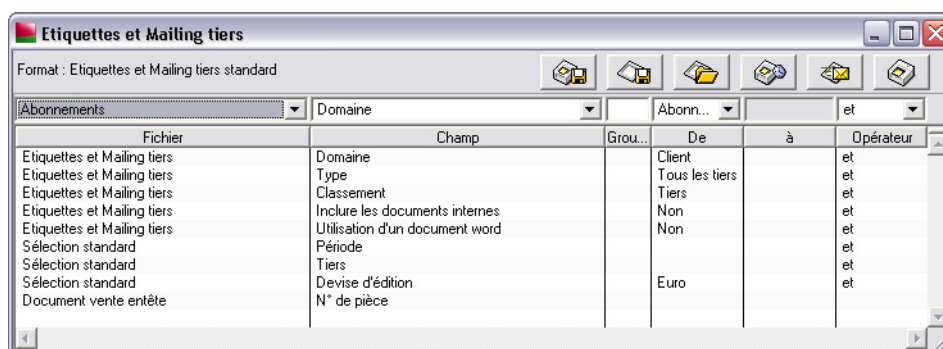 Etiquettes et Mailing tiers
Format : Etiquettes et Mailing tiers standard
Abonnements Domaine Abonn... et
Fichier Champ Grou... De à Opérateur
Etiquettes et Mailing tiers Domaine Client et
Etiquettes et Mailing tiers Type Tous les tiers et
Etiquettes et Mailing tiers Classement Tiers et
Etiquettes et Mailing tiers Inclure les documents internes Non et
Etiquettes et Mailing tiers Utilisation d'un document word Non et
Sélection standard Période et
Sélection standard Tiers et
Sélection standard Devise d'édition Euro et
Document vente entête N° de pièce